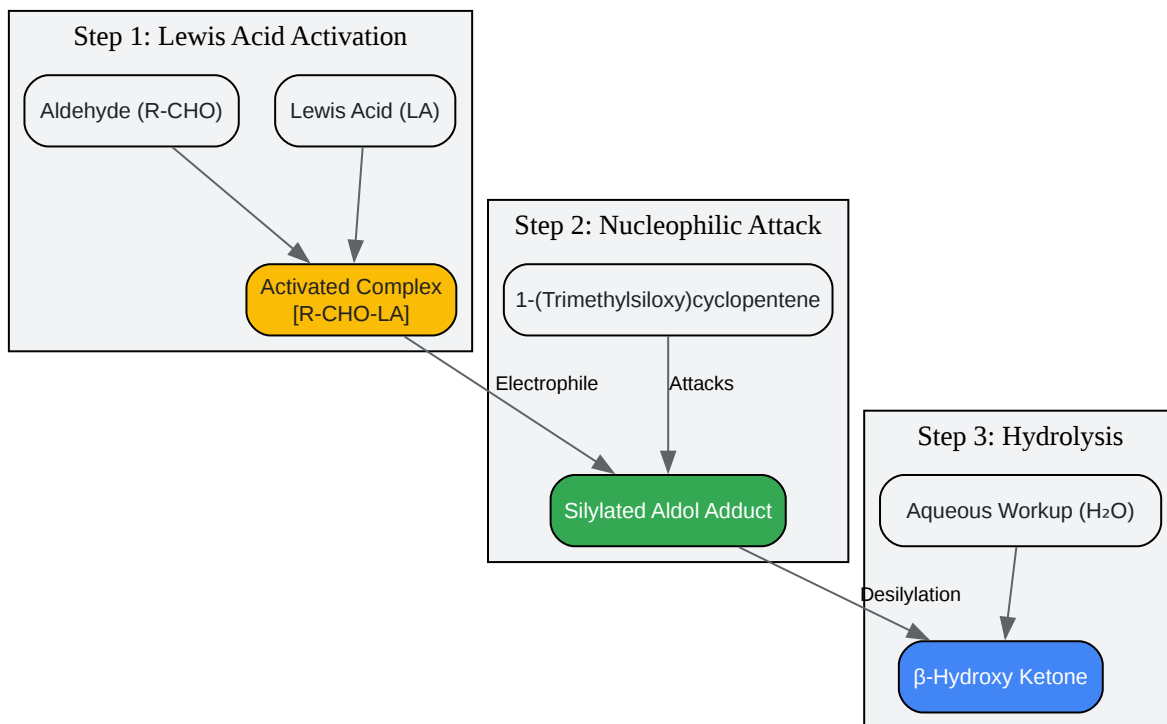 Step 1: Lewis Acid Activation
Aldehyde (R-CHO)
Lewis Acid (LA)
Activated Complex
[R-CHO-LA]
Step 2: Nucleophilic Attack
1-(Trimethylsiloxy)cyclopentene
Electrophile
Attacks
Silylated Aldol Adduct
Step 3: Hydrolysis
Aqueous Workup (H₂O)
Desilylation
β-Hydroxy Ketone